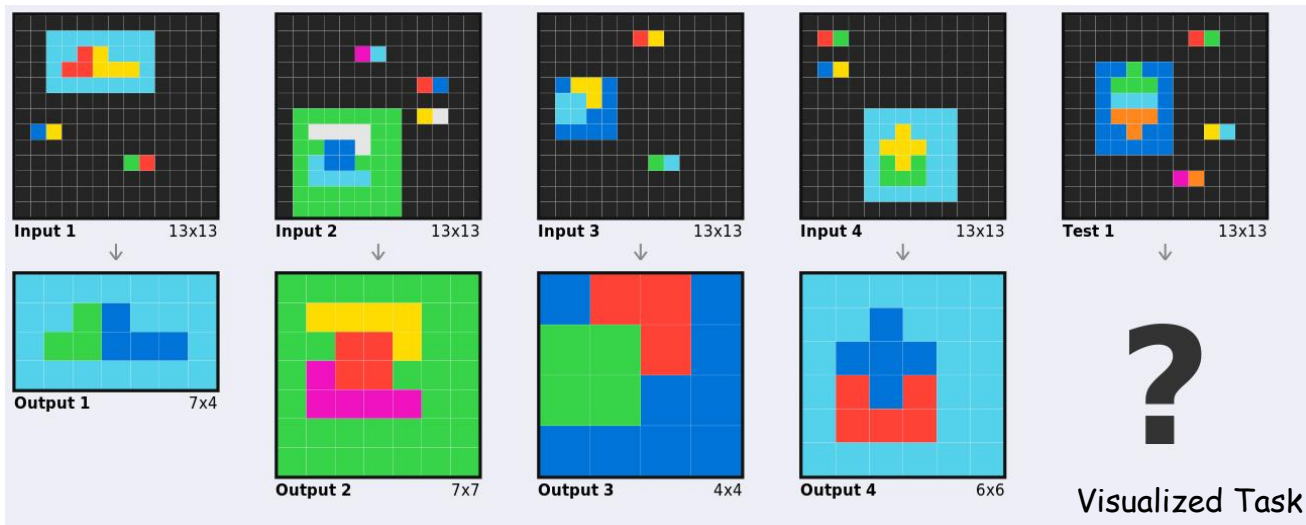 Input 1 13x13
Input 2 13x13
Input 3 13x13
Input 4 13x13
Test 1 13x13
?
Output 1 7x4
Output 2 7x7
Output 3 4x4
Output 4 6x6
Visualized Task